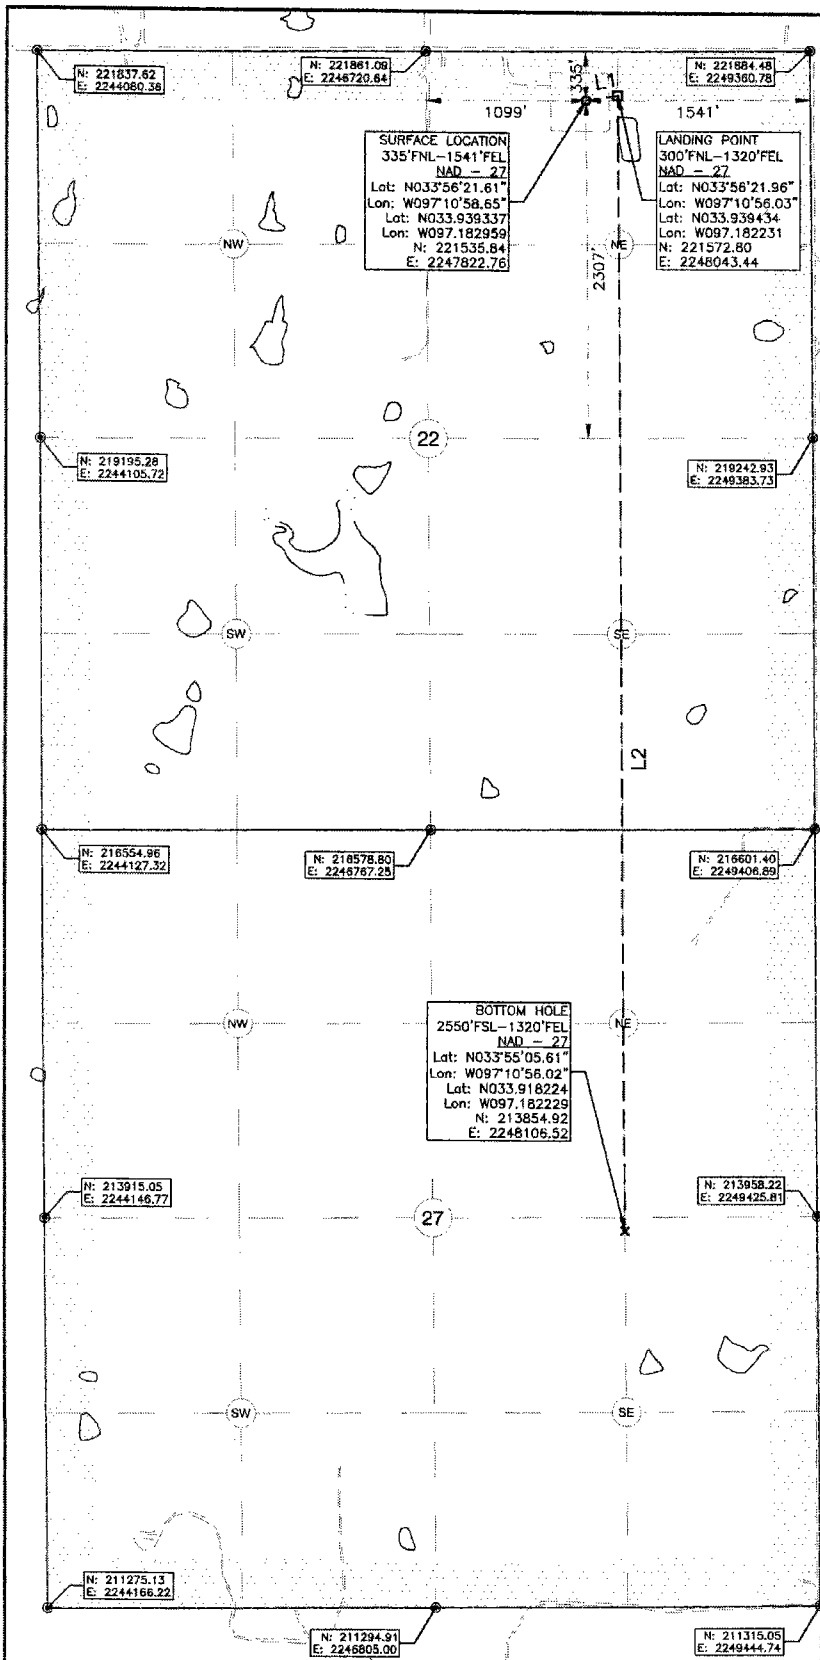 N: 221837.62
E: 2244080.38
N: 221861.09
E: 2246720.64
N: 221884.48
E: 2249360.78
335'
L1
1099'
1541'
SURFACE LOCATION
335'FNL-1541'FEL
NAD - 27
Lat: N033°56'21.61"
Lon: W097°10'58.65"
Lat: N033.939337
Lon: W097.182959
N: 221535.84
E: 2247822.76
LANDING POINT
300'FNL-1320'FEL
NAD - 27
Lat: N033°56'21.96"
Lon: W097°10'56.03"
Lat: N033.939434
Lon: W097.182231
N: 221572.80
E: 2248043.44
NW
NE
2307'
22
N: 219195.28
E: 2244105.72
N: 219242.93
E: 2249383.73
SW
SE
L2
N: 216554.96
E: 2244127.32
N: 216578.80
E: 2246767.25
N: 216601.40
E: 2249406.89
NW
NE
BOTTOM HOLE
2550'FSL-1320'FEL
NAD - 27
Lat: N033°55'05.61"
Lon: W097°10'56.02"
Lat: N033.918224
Lon: W097.182229
N: 213854.92
E: 2248106.52
N: 213915.05
E: 2244146.77
N: 213958.22
E: 2249425.81
27
SW
SE
N: 211275.13
E: 2244166.22
N: 211294.91
E: 2246805.00
N: 211315.05
E: 2249444.74